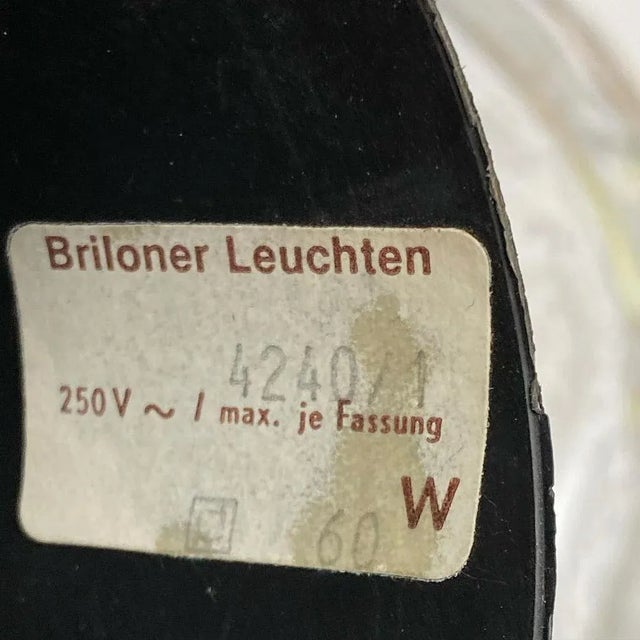 Briloner Leuchten
4240/1
250 V ~ / max. je Fassung
60 W